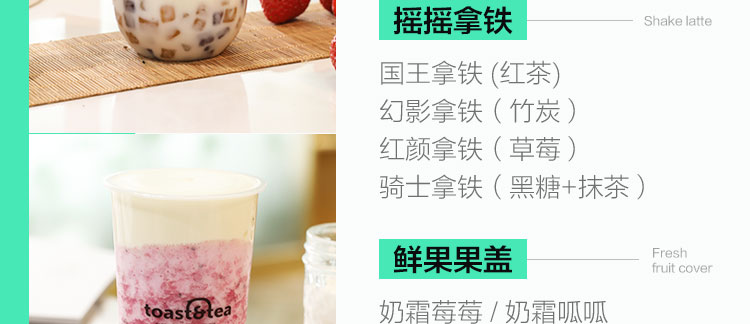 摇摇拿铁
Shake latte
国王拿铁 (红茶)
幻影拿铁 ( 竹炭 )
红颜拿铁 ( 草莓 )
骑士拿铁 ( 黑糖+抹茶 )
鲜果果盖
Fresh
fruit cover
奶霜莓莓 / 奶霜呱呱
toast&tea